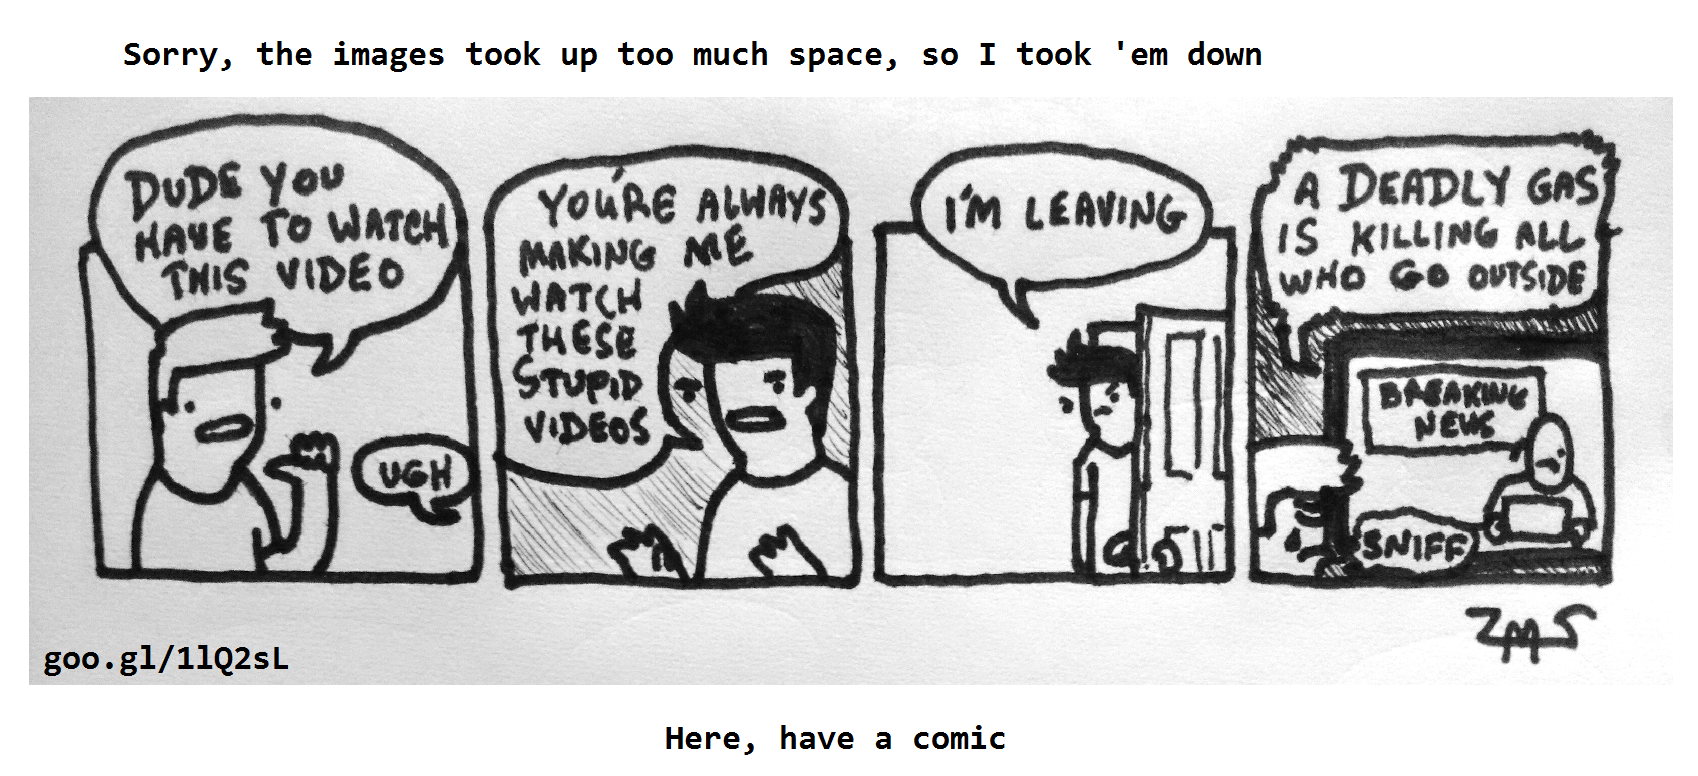 Sorry, the images took up too much space, so I took 'em down
DUDE YOU
HAVE TO WATCH
THIS VIDEO
UGH
YOU'RE ALWAYS
MAKING ME
WATCH
THESE
STUPID
VIDEOS
I'M LEAVING
A DEADLY GAS
IS KILLING ALL
WHO GO OUTSIDE
BREAKING
NEWS
SNIFF
ZMS
goo.gl/1lQ2sL
Here, have a comic